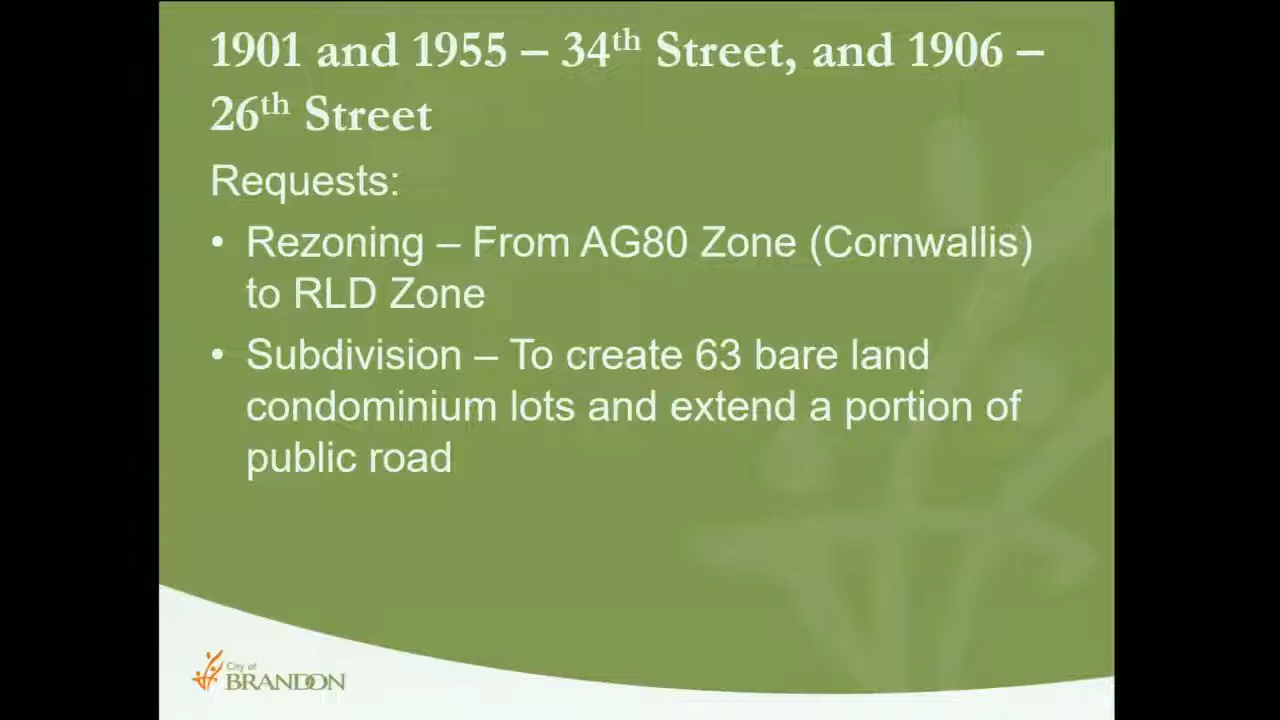 1901 and 1955 – 34th Street, and 1906 –
26th Street
Requests:
• Rezoning – From AG80 Zone (Cornwallis)
to RLD Zone
• Subdivision – To create 63 bare land
condominium lots and extend a portion of
public road
City of
BRANDON